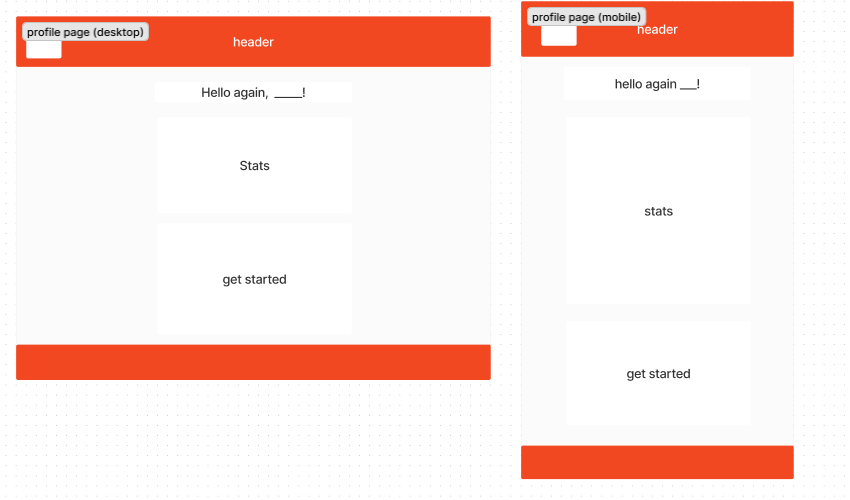 profile page (desktop)
header
Hello again, _____!
Stats
get started
profile page (mobile)
header
hello again ___!
stats
get started